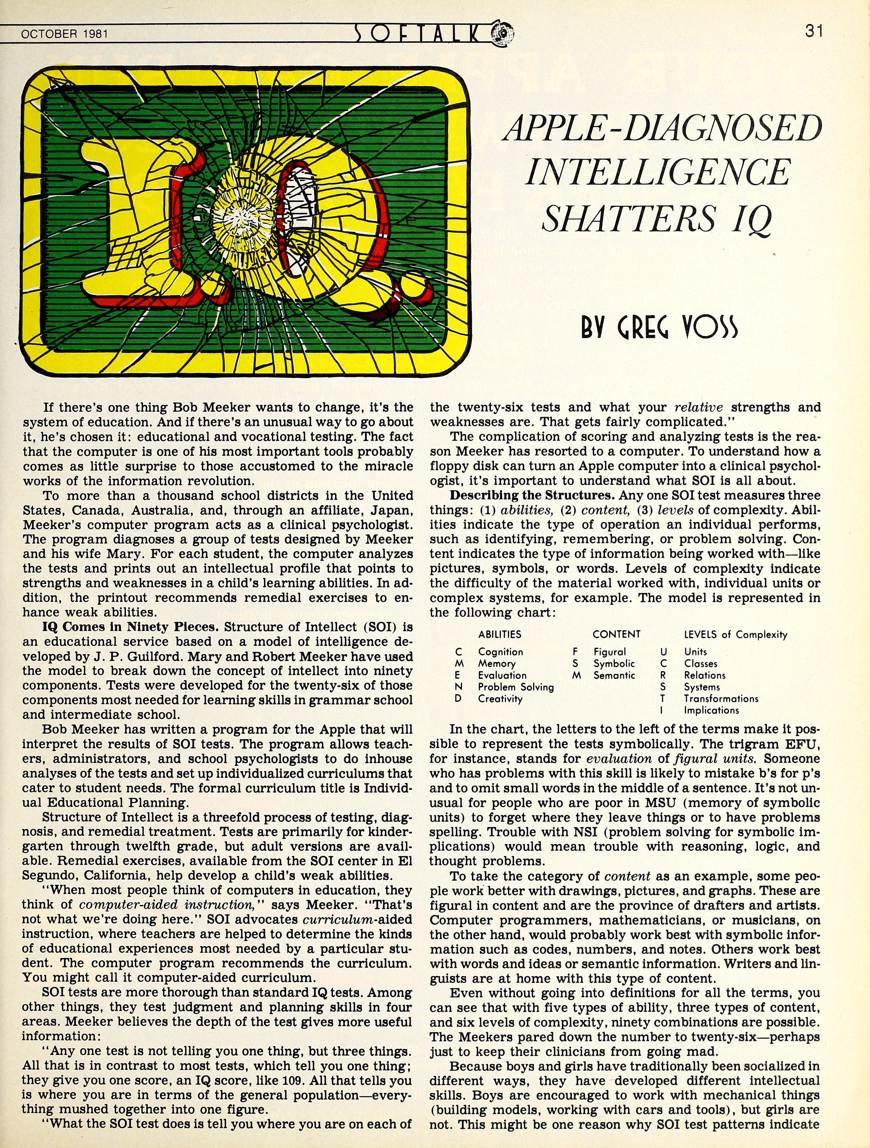 OCTOBER 1981
SOFTALK
31
I.Q.
APPLE-DIAGNOSED
INTELLIGENCE
SHATTERS IQ
BY GREG VOSS
If there's one thing Bob Meeker wants to change, it's the
system of education. And if there's an unusual way to go about
it, he's chosen it: educational and vocational testing. The fact
that the computer is one of his most important tools probably
comes as little surprise to those accustomed to the miracle
works of the information revolution.
To more than a thousand school districts in the United
States, Canada, Australia, and, through an affiliate, Japan,
Meeker's computer program acts as a clinical psychologist.
The program diagnoses a group of tests designed by Meeker
and his wife Mary. For each student, the computer analyzes
the tests and prints out an intellectual profile that points to
strengths and weaknesses in a child's learning abilities. In ad-
dition, the printout recommends remedial exercises to en-
hance weak abilities.
IQ Comes in Ninety Pieces. Structure of Intellect (SOI) is
an educational service based on a model of intelligence de-
veloped by J. P. Guilford. Mary and Robert Meeker have used
the model to break down the concept of intellect into ninety
components. Tests were developed for the twenty-six of those
components most needed for learning skills in grammar school
and intermediate school.
Bob Meeker has written a program for the Apple that will
interpret the results of SOI tests. The program allows teach-
ers, administrators, and school psychologists to do inhouse
analyses of the tests and set up individualized curriculums that
cater to student needs. The formal curriculum title is Individ-
ual Educational Planning.
Structure of Intellect is a threefold process of testing, diag-
nosis, and remedial treatment. Tests are primarily for kinder-
garten through twelfth grade, but adult versions are avail-
able. Remedial exercises, available from the SOI center in El
Segundo, California, help develop a child's weak abilities.
"When most people think of computers in education, they
think of computer-aided instruction," says Meeker. "That's
not what we're doing here." SOI advocates curriculum-aided
instruction, where teachers are helped to determine the kinds
of educational experiences most needed by a particular stu-
dent. The computer program recommends the curriculum.
You might call it computer-aided curriculum.
SOI tests are more thorough than standard IQ tests. Among
other things, they test judgment and planning skills in four
areas. Meeker believes the depth of the test gives more useful
information:
"Any one test is not telling you one thing, but three things.
All that is in contrast to most tests, which tell you one thing;
they give you one score, an IQ score, like 109. All that tells you
is where you are in terms of the general population—every-
thing mushed together into one figure.
"What the SOI test does is tell you where you are on each of
the twenty-six tests and what your relative strengths and
weaknesses are. That gets fairly complicated."
The complication of scoring and analyzing tests is the rea-
son Meeker has resorted to a computer. To understand how a
floppy disk can turn an Apple computer into a clinical psychol-
ogist, it's important to understand what SOI is all about.
Describing the Structures. Any one SOI test measures three
things: (1) abilities, (2) content, (3) levels of complexity. Abil-
ities indicate the type of operation an individual performs,
such as identifying, remembering, or problem solving. Con-
tent indicates the type of information being worked with—like
pictures, symbols, or words. Levels of complexity indicate
the difficulty of the material worked with, individual units or
complex systems, for example. The model is represented in
the following chart:
ABILITIES CONTENT LEVELS of Complexity
C Cognition F Figural U Units
M Memory S Symbolic C Classes
E Evaluation M Semantic R Relations
N Problem Solving S Systems
D Creativity T Transformations
I Implications
In the chart, the letters to the left of the terms make it pos-
sible to represent the tests symbolically. The trigram EFU,
for instance, stands for evaluation of figural units. Someone
who has problems with this skill is likely to mistake b's for p's
and to omit small words in the middle of a sentence. It's not un-
usual for people who are poor in MSU (memory of symbolic
units) to forget where they leave things or to have problems
spelling. Trouble with NSI (problem solving for symbolic im-
plications) would mean trouble with reasoning, logic, and
thought problems.
To take the category of content as an example, some peo-
ple work better with drawings, pictures, and graphs. These are
figural in content and are the province of drafters and artists.
Computer programmers, mathematicians, or musicians, on
the other hand, would probably work best with symbolic infor-
mation such as codes, numbers, and notes. Others work best
with words and ideas or semantic information. Writers and lin-
guists are at home with this type of content.
Even without going into definitions for all the terms, you
can see that with five types of ability, three types of content,
and six levels of complexity, ninety combinations are possible.
The Meekers pared down the number to twenty-six—perhaps
just to keep their clinicians from going mad.
Because boys and girls have traditionally been socialized in
different ways, they have developed different intellectual
skills. Boys are encouraged to work with mechanical things
(building models, working with cars and tools), but girls are
not. This might be one reason why SOI test patterns indicate